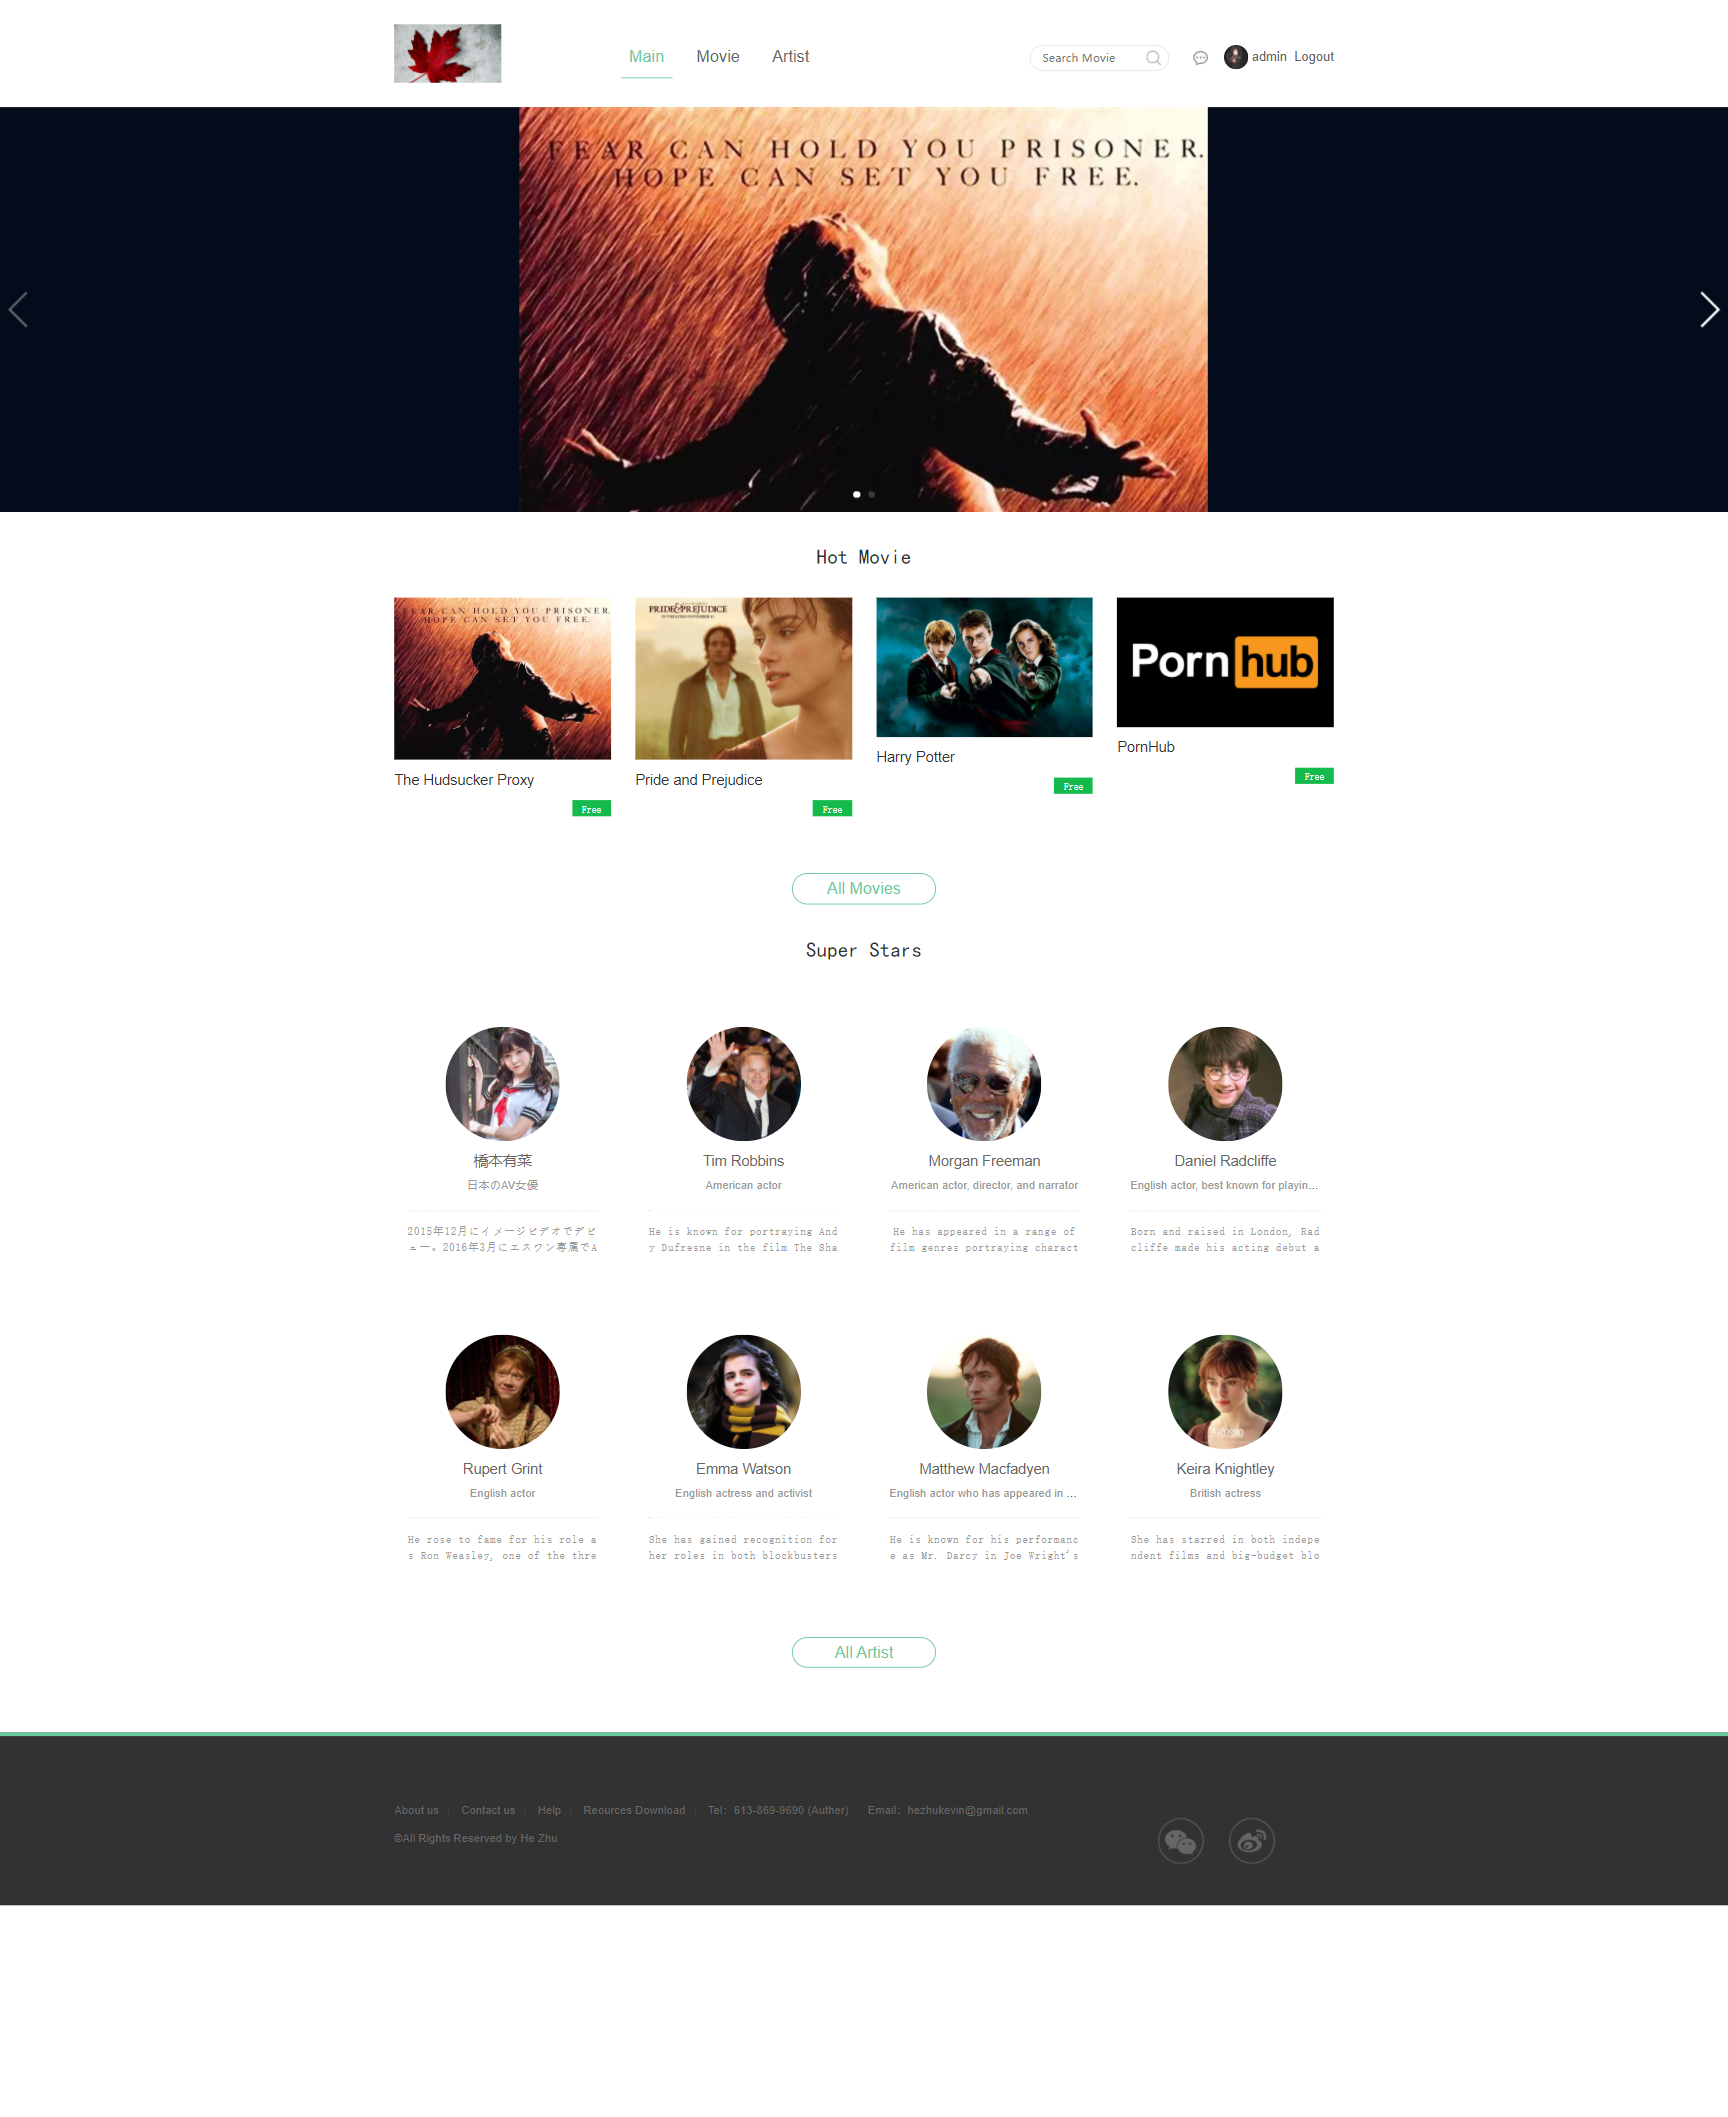 Main Movie Artist
Search Movie
admin Logout
FEAR CAN HOLD YOU PRISONER.
HOPE CAN SET YOU FREE.
Hot Movie
FEAR CAN HOLD YOU PRISONER
HOPE CAN SET YOU FREE.
The Hudsucker Proxy
Free
PRIDE & PREJUDICE
IN THEATRES NOVEMBER 11
Pride and Prejudice
Free
Harry Potter
Free
Porn hub
PornHub
Free
All Movies
Super Stars
橋本有菜
日本のAV女優
2015年12月にイメージビデオでデビ
ュー。2016年3月にエスワン専属でA
Tim Robbins
American actor
He is known for portraying And
y Dufresne in the film The Sha
Morgan Freeman
American actor, director, and narrator
He has appeared in a range of
film genres portraying charact
Daniel Radcliffe
English actor, best known for playin...
Born and raised in London, Rad
cliffe made his acting debut a
Rupert Grint
English actor
He rose to fame for his role a
s Ron Weasley, one of the thre
Emma Watson
English actress and activist
She has gained recognition for
her roles in both blockbusters
Matthew Macfadyen
English actor who has appeared in ...
He is known for his performanc
e as Mr. Darcy in Joe Wright's
COSMO
Keira Knightley
British actress
She has starred in both indepe
ndent films and big-budget blo
All Artist
About us | Contact us | Help | Reources Download | Tel: 613-869-9690 (Auther) Email: hezhukevin@gmail.com
©All Rights Reserved by He Zhu